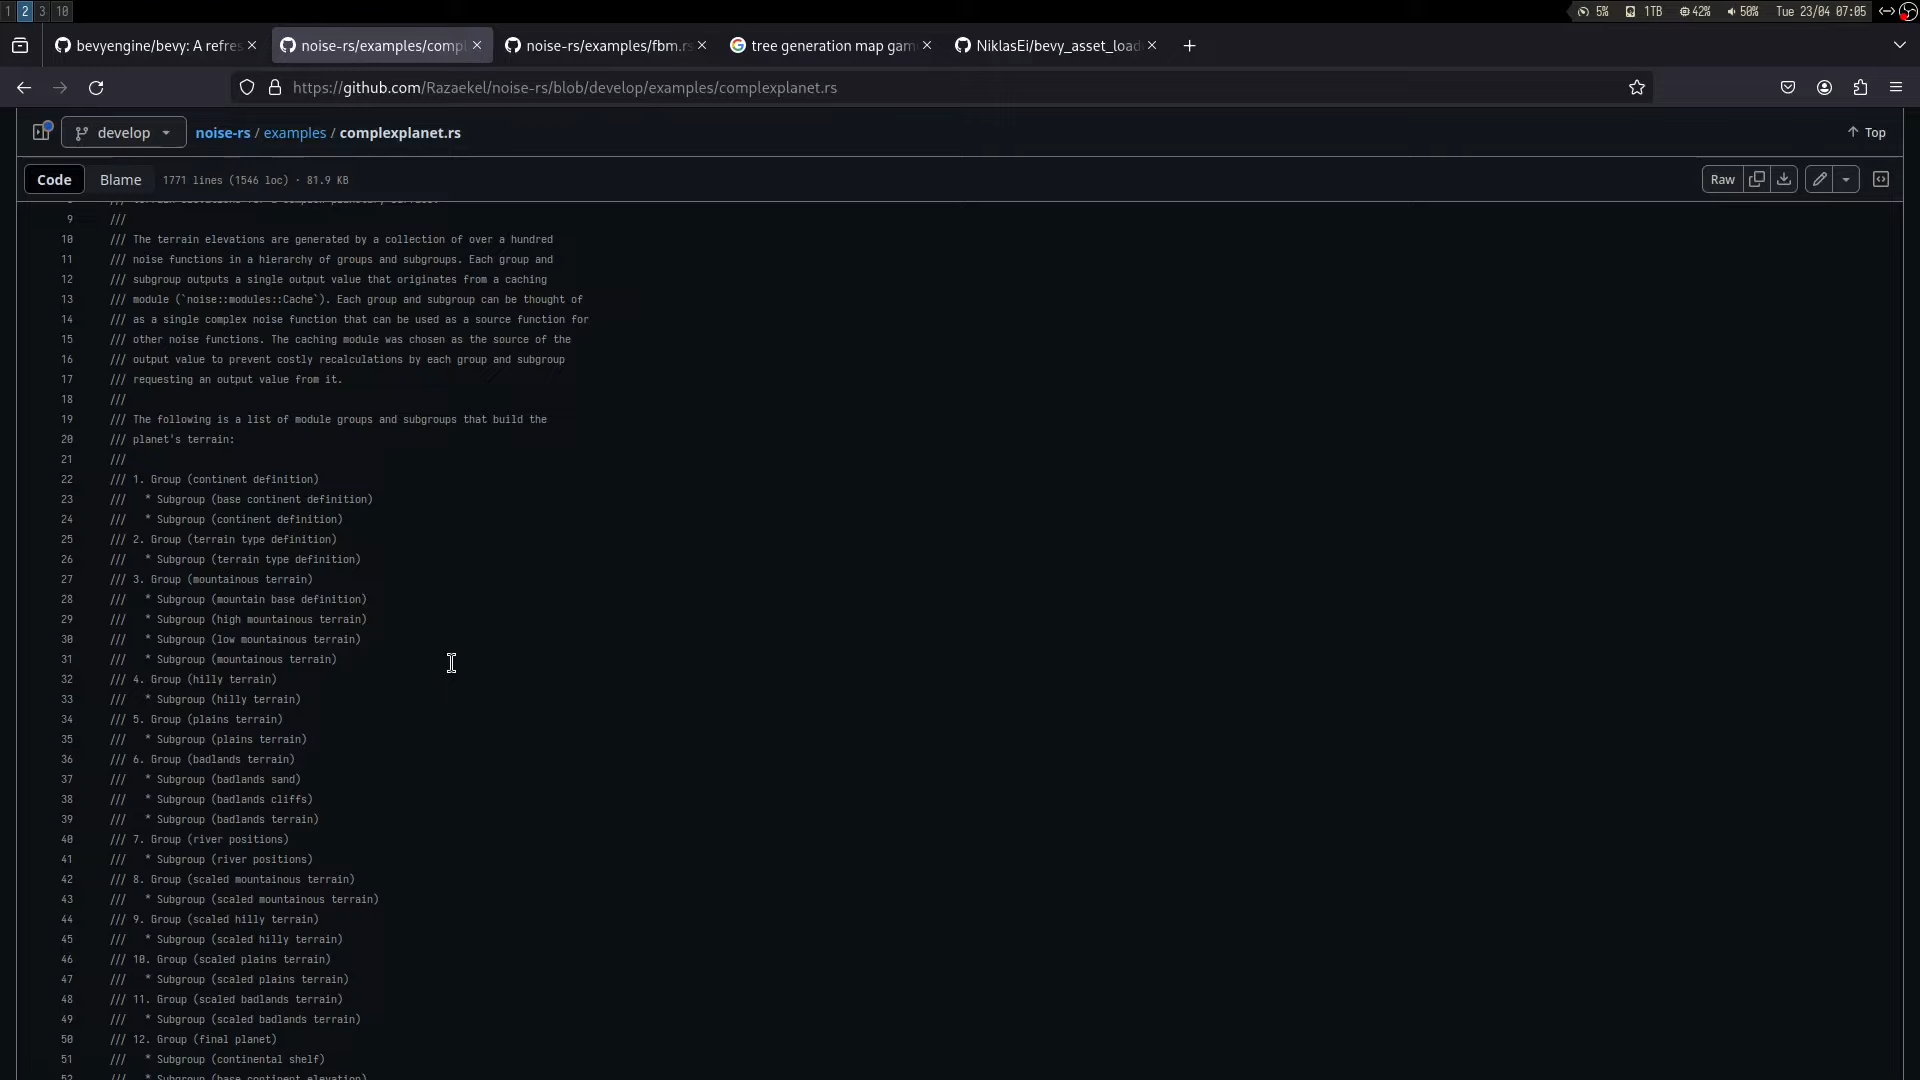 1 2 3 10
5% 1TB 42% 50% Tue 23/04 07:05
bevyengine/bevy: A refres
noise-rs/examples/compl
noise-rs/examples/fbm.rs
tree generation map gam
NiklasEi/bevy_asset_load
https://github.com/Razaekel/noise-rs/blob/develop/examples/complexplanet.rs
develop
noise-rs / examples / complexplanet.rs
Top
Code Blame 1771 lines (1546 loc) · 81.9 KB
Raw
9 ///
10 /// The terrain elevations are generated by a collection of over a hundred
11 /// noise functions in a hierarchy of groups and subgroups. Each group and
12 /// subgroup outputs a single output value that originates from a caching
13 /// module (`noise::modules::Cache`). Each group and subgroup can be thought of
14 /// as a single complex noise function that can be used as a source function for
15 /// other noise functions. The caching module was chosen as the source of the
16 /// output value to prevent costly recalculations by each group and subgroup
17 /// requesting an output value from it.
18 ///
19 /// The following is a list of module groups and subgroups that build the
20 /// planet's terrain:
21 ///
22 /// 1. Group (continent definition)
23 ///   * Subgroup (base continent definition)
24 ///   * Subgroup (continent definition)
25 /// 2. Group (terrain type definition)
26 ///   * Subgroup (terrain type definition)
27 /// 3. Group (mountainous terrain)
28 ///   * Subgroup (mountain base definition)
29 ///   * Subgroup (high mountainous terrain)
30 ///   * Subgroup (low mountainous terrain)
31 ///   * Subgroup (mountainous terrain)
32 /// 4. Group (hilly terrain)
33 ///   * Subgroup (hilly terrain)
34 /// 5. Group (plains terrain)
35 ///   * Subgroup (plains terrain)
36 /// 6. Group (badlands terrain)
37 ///   * Subgroup (badlands sand)
38 ///   * Subgroup (badlands cliffs)
39 ///   * Subgroup (badlands terrain)
40 /// 7. Group (river positions)
41 ///   * Subgroup (river positions)
42 /// 8. Group (scaled mountainous terrain)
43 ///   * Subgroup (scaled mountainous terrain)
44 /// 9. Group (scaled hilly terrain)
45 ///   * Subgroup (scaled hilly terrain)
46 /// 10. Group (scaled plains terrain)
47 ///   * Subgroup (scaled plains terrain)
48 /// 11. Group (scaled badlands terrain)
49 ///   * Subgroup (scaled badlands terrain)
50 /// 12. Group (final planet)
51 ///   * Subgroup (continental shelf)
52 ///   * Subgroup (base continent elevation)